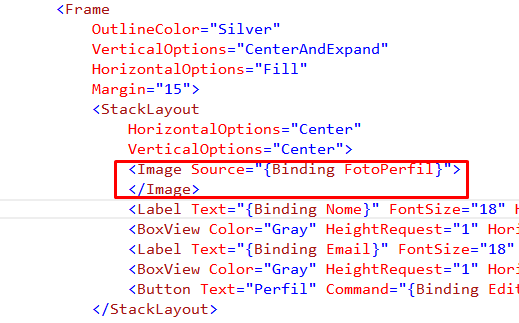 <Frame
OutlineColor="Silver"
VerticalOptions="CenterAndExpand"
HorizontalOptions="Fill"
Margin="15">
<StackLayout
HorizontalOptions="Center"
VerticalOptions="Center">
<Image Source="{Binding FotoPerfil}">
</Image>
<Label Text="{Binding Nome}" FontSize="18" H
<BoxView Color="Gray" HeightRequest="1" Hori
<Label Text="{Binding Email}" FontSize="18"
<BoxView Color="Gray" HeightRequest="1" Hori
<Button Text="Perfil" Command="{Binding Edit
</StackLayout>